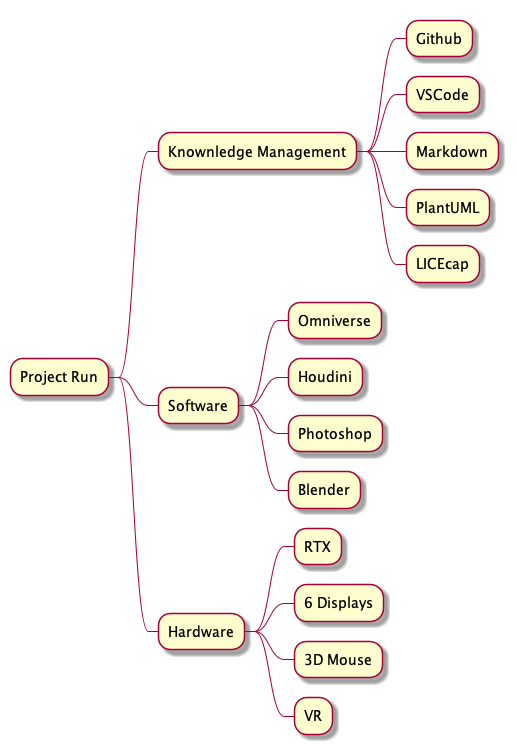 Project Run
Knownledge Management
Github
VSCode
Markdown
PlantUML
LICEcap
Software
Omniverse
Houdini
Photoshop
Blender
Hardware
RTX
6 Displays
3D Mouse
VR